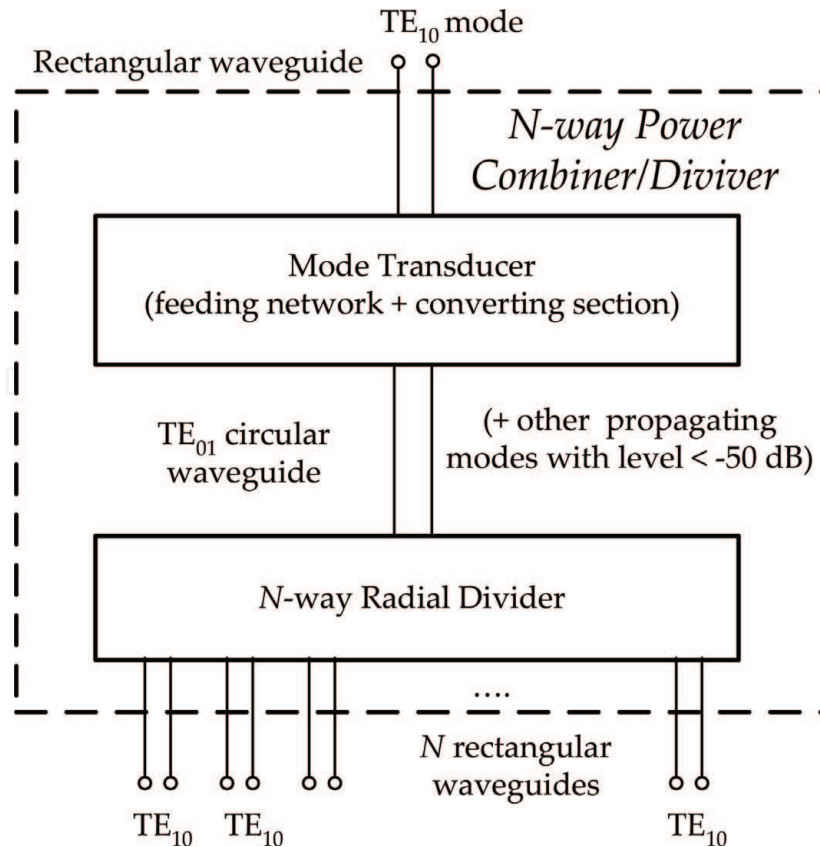 TE10 mode
Rectangular waveguide
N-way Power
Combiner/Diviver
Mode Transducer
(feeding network + converting section)
TE01 circular
waveguide
(+ other propagating
modes with level < -50 dB)
N-way Radial Divider
....
N rectangular
waveguides
TE10 TE10 TE10